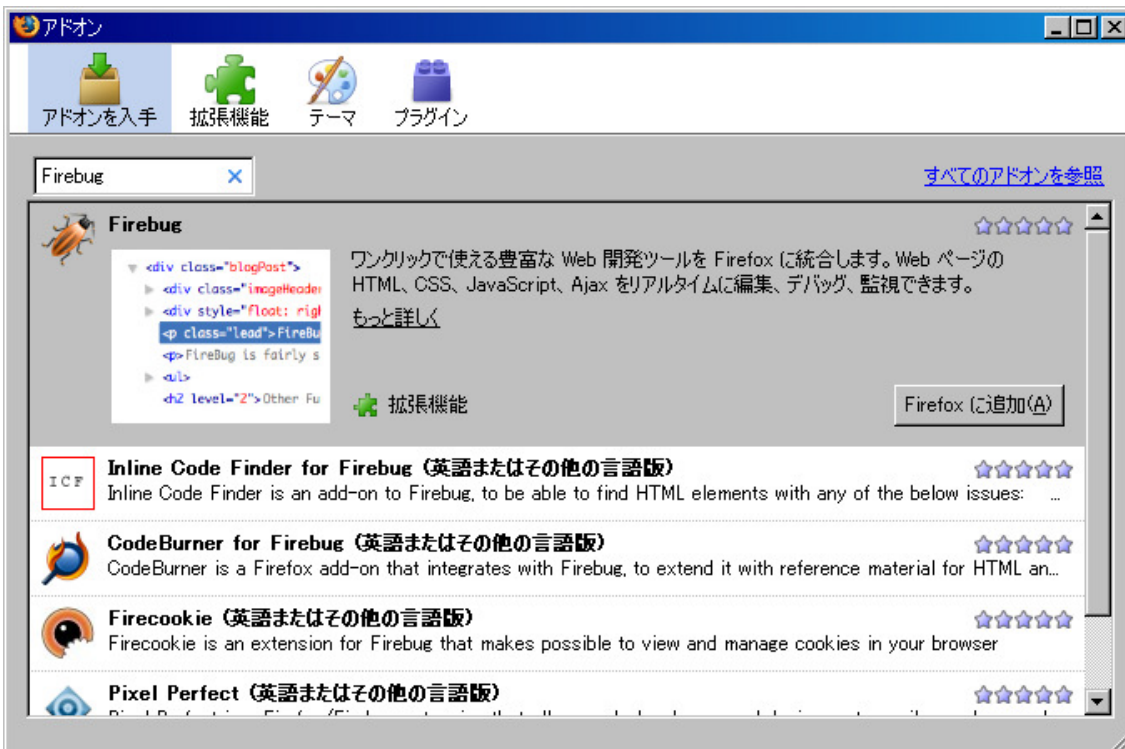 アドオン
アドオンを入手
拡張機能
テーマ
プラグイン
Firebug
すべてのアドオンを参照
Firebug
<div class="blogPost">
<div class="imageHeader
<div style="float: rigl
<p class="lead">FireBu
<p>FireBug is fairly s
<ul>
<h2 level="2">Other Fu
ワンクリックで使える豊富な Web 開発ツールを Firefox に統合します。Web ページの
HTML、CSS、JavaScript、Ajax をリアルタイムに編集、デバッグ、監視できます。
もっと詳しく
拡張機能
Firefox に追加(A)
ICF
Inline Code Finder for Firebug (英語またはその他の言語版)
Inline Code Finder is an add-on to Firebug, to be able to find HTML elements with any of the below issues: ...
CodeBurner for Firebug (英語またはその他の言語版)
CodeBurner is a Firefox add-on that integrates with Firebug, to extend it with reference material for HTML an...
Firecookie (英語またはその他の言語版)
Firecookie is an extension for Firebug that makes possible to view and manage cookies in your browser
Pixel Perfect (英語またはその他の言語版)